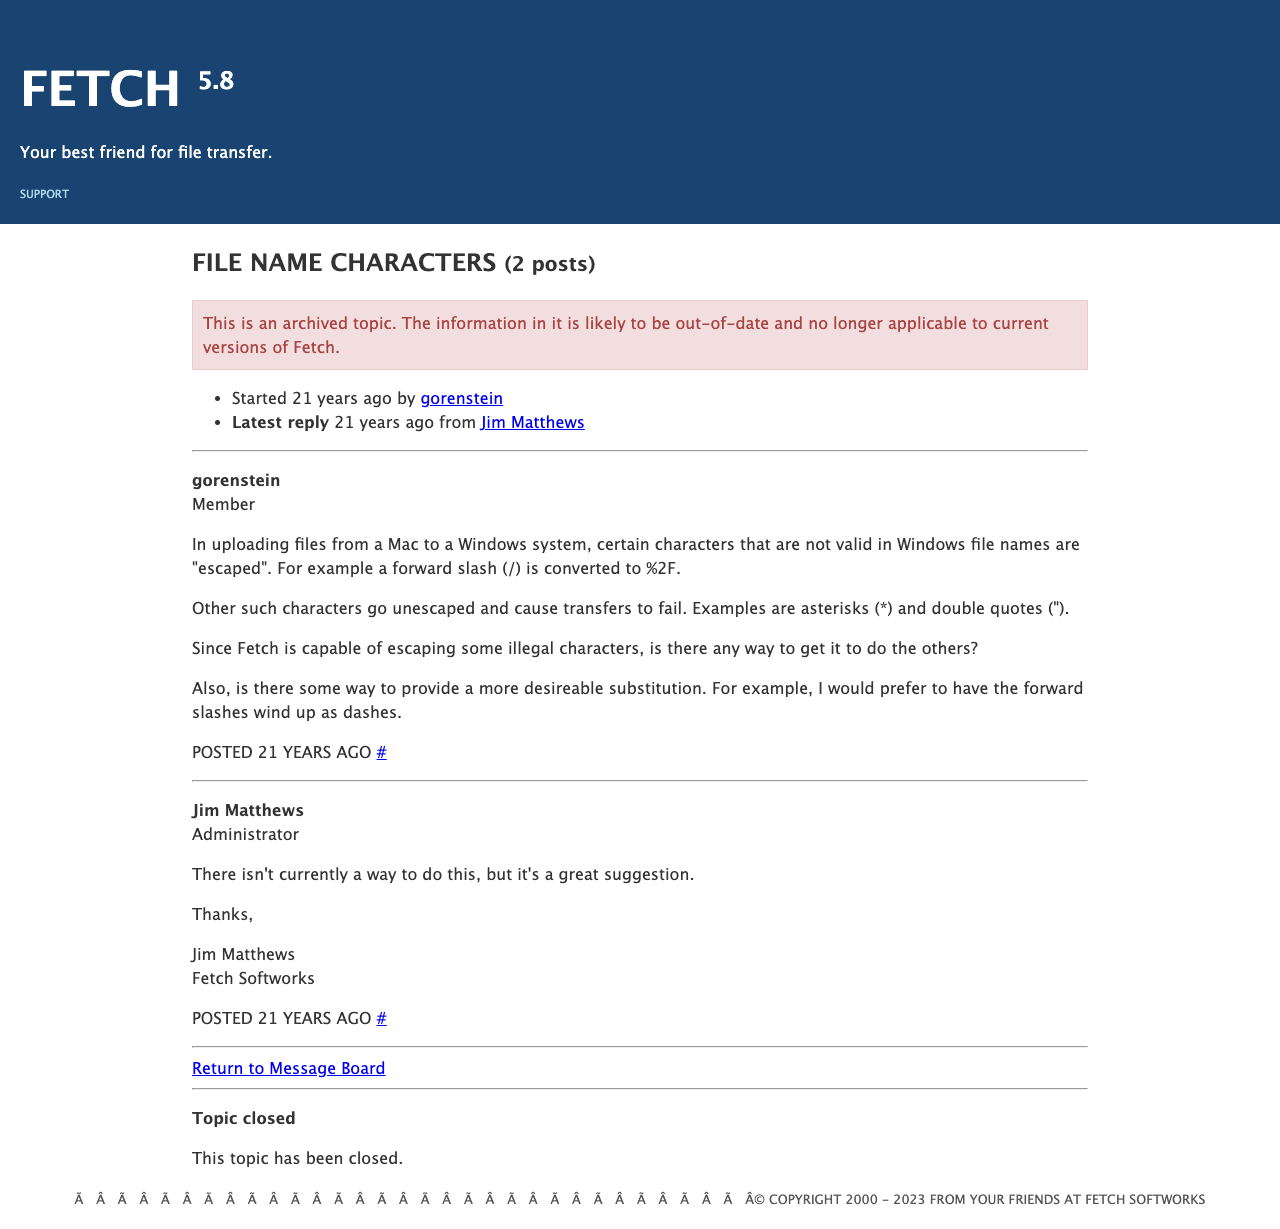 FETCH 5.8
Your best friend for file transfer.
SUPPORT
FILE NAME CHARACTERS (2 posts)
This is an archived topic. The information in it is likely to be out-of-date and no longer applicable to current
versions of Fetch.
• Started 21 years ago by gorenstein
• Latest reply 21 years ago from Jim Matthews
gorenstein
Member
In uploading files from a Mac to a Windows system, certain characters that are not valid in Windows file names are
"escaped". For example a forward slash (/) is converted to %2F.
Other such characters go unescaped and cause transfers to fail. Examples are asterisks (*) and double quotes (").
Since Fetch is capable of escaping some illegal characters, is there any way to get it to do the others?
Also, is there some way to provide a more desireable substitution. For example, I would prefer to have the forward
slashes wind up as dashes.
POSTED 21 YEARS AGO #
Jim Matthews
Administrator
There isn't currently a way to do this, but it's a great suggestion.
Thanks,
Jim Matthews
Fetch Softworks
POSTED 21 YEARS AGO #
Return to Message Board
Topic closed
This topic has been closed.
Ã Â Ã Â Ã Â Ã Â Ã Â Ã Â Ã Â Ã Â Ã Â Ã Â Ã Â Ã Â Ã Â Ã Â Ã Â Ã Â© COPYRIGHT 2000 - 2023 FROM YOUR FRIENDS AT FETCH SOFTWORKS